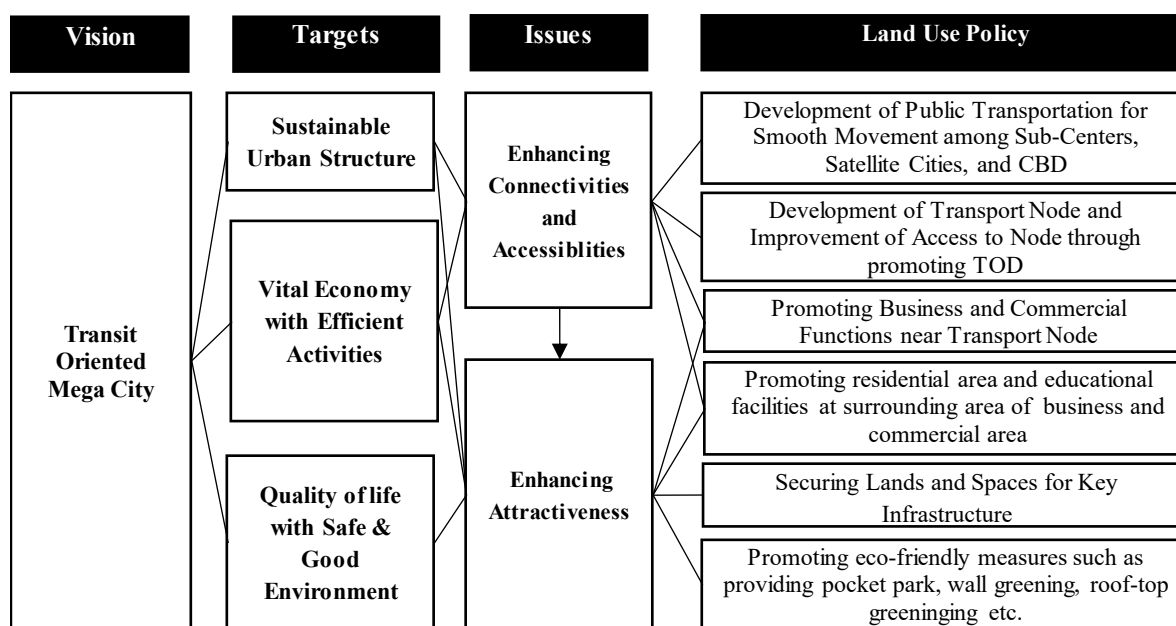 Vision
Targets
Issues
Land Use Policy
Transit
Oriented
Mega City
Sustainable
Urban Structure
Vital Economy
with Efficient
Activities
Quality of life
with Safe &
Good
Environment
Enhancing
Connectivities
and
Accessiblities
Enhancing
Attractiveness
Development of Public Transportation for
Smooth Movement among Sub-Centers,
Satellite Cities, and CBD
Development of Transport Node and
Improvement of Access to Node through
promoting TOD
Promoting Business and Commercial
Functions near Transport Node
Promoting residential area and educational
facilities at surrounding area of business and
commercial area
Securing Lands and Spaces for Key
Infrastructure
Promoting eco-friendly measures such as
providing pocket park, wall greening, roof-top
greeninging etc.